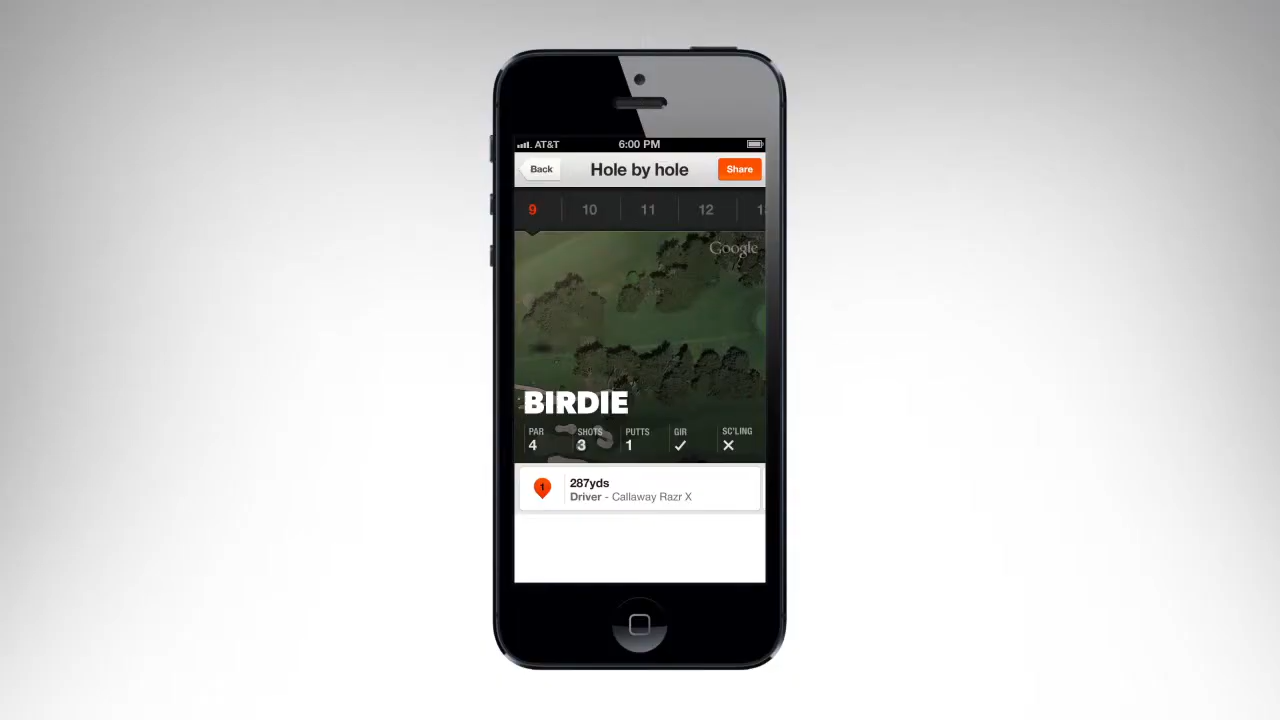 AT&T 6:00 PM
Back Hole by hole Share
9 10 11 12
Google
BIRDIE
PAR SHOTS PUTTS GIR SC'LING
4 3 1 ✓ ✕
1 287yds
Driver - Callaway Razr X